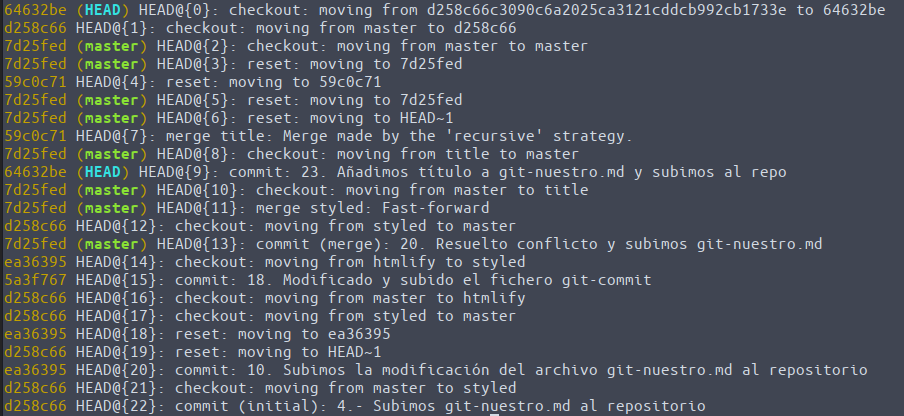 64632be (HEAD) HEAD@{0}: checkout: moving from d258c66c3090c6a2025ca3121cddcb992cb1733e to 64632be
d258c66 HEAD@{1}: checkout: moving from master to d258c66
7d25fed (master) HEAD@{2}: checkout: moving from master to master
7d25fed (master) HEAD@{3}: reset: moving to 7d25fed
59c0c71 HEAD@{4}: reset: moving to 59c0c71
7d25fed (master) HEAD@{5}: reset: moving to 7d25fed
7d25fed (master) HEAD@{6}: reset: moving to HEAD~1
59c0c71 HEAD@{7}: merge title: Merge made by the 'recursive' strategy.
7d25fed (master) HEAD@{8}: checkout: moving from title to master
64632be (HEAD) HEAD@{9}: commit: 23. Añadimos título a git-nuestro.md y subimos al repo
7d25fed (master) HEAD@{10}: checkout: moving from master to title
7d25fed (master) HEAD@{11}: merge styled: Fast-forward
d258c66 HEAD@{12}: checkout: moving from styled to master
7d25fed (master) HEAD@{13}: commit (merge): 20. Resuelto conflicto y subimos git-nuestro.md
ea36395 HEAD@{14}: checkout: moving from htmlify to styled
5a3f767 HEAD@{15}: commit: 18. Modificado y subido el fichero git-commit
d258c66 HEAD@{16}: checkout: moving from master to htmlify
d258c66 HEAD@{17}: checkout: moving from styled to master
ea36395 HEAD@{18}: reset: moving to ea36395
d258c66 HEAD@{19}: reset: moving to HEAD~1
ea36395 HEAD@{20}: commit: 10. Subimos la modificación del archivo git-nuestro.md al repositorio
d258c66 HEAD@{21}: checkout: moving from master to styled
d258c66 HEAD@{22}: commit (initial): 4.- Subimos git-nuestro.md al repositorio